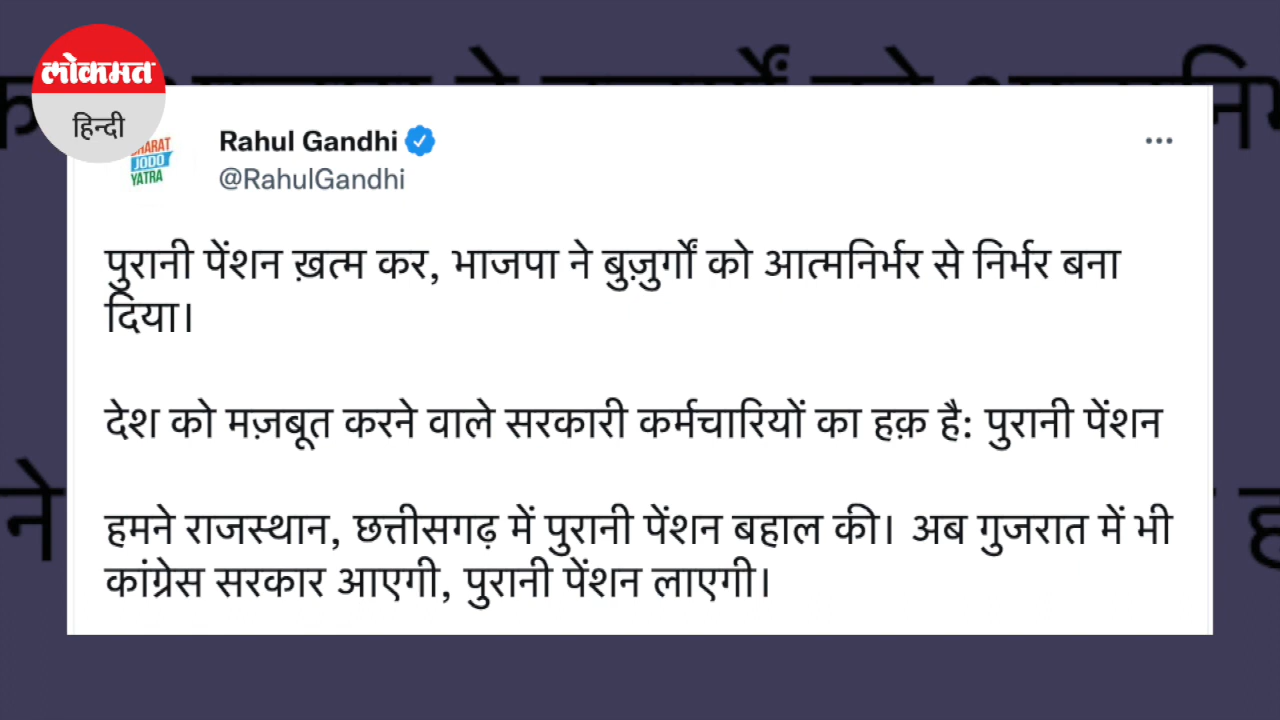 लोकमत
हिन्दी
BHARAT
JODO
YATRA
Rahul Gandhi
@RahulGandhi
पुरानी पेंशन ख़त्म कर, भाजपा ने बुज़ुर्गों को आत्मनिर्भर से निर्भर बना
दिया।
देश को मज़बूत करने वाले सरकारी कर्मचारियों का हक़ है: पुरानी पेंशन
हमने राजस्थान, छत्तीसगढ़ में पुरानी पेंशन बहाल की। अब गुजरात में भी
कांग्रेस सरकार आएगी, पुरानी पेंशन लाएगी।